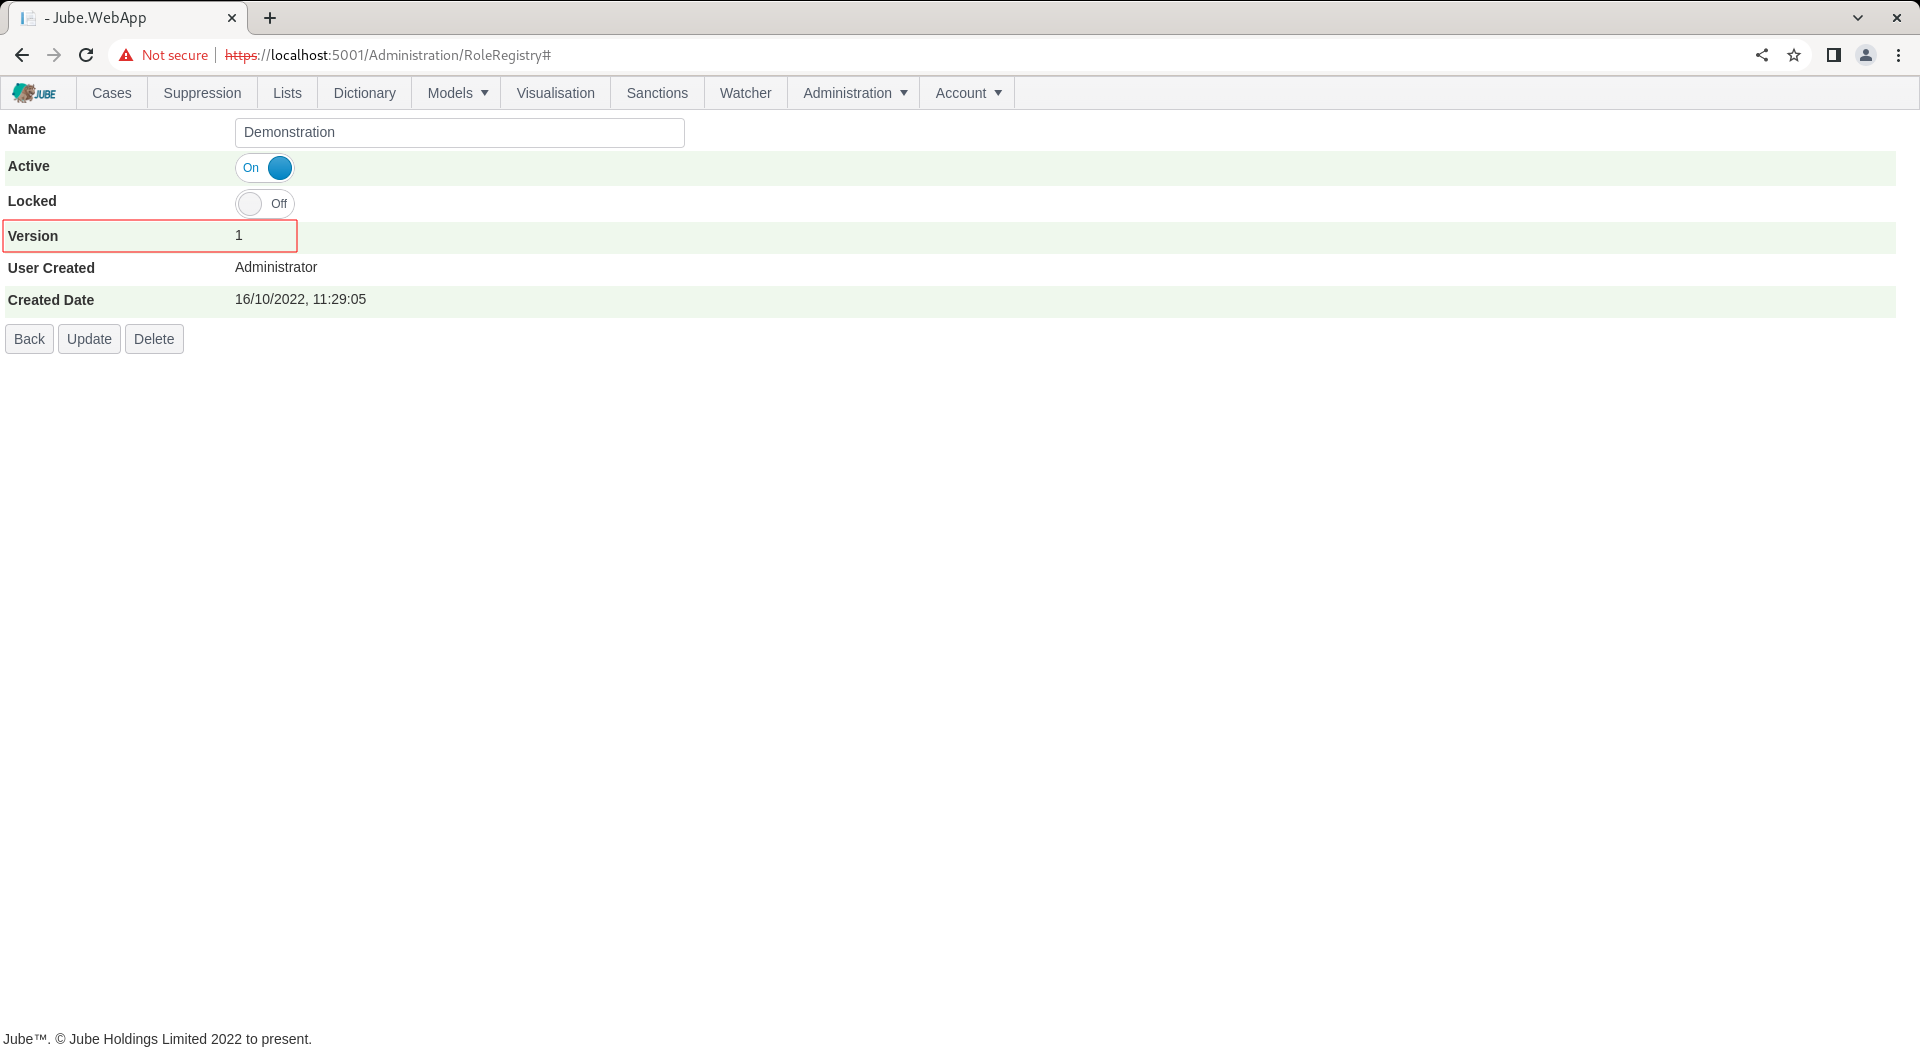 - Jube.WebApp
Not secure https://localhost:5001/Administration/RoleRegistry#
JUBE Cases Suppression Lists Dictionary Models Visualisation Sanctions Watcher Administration Account
Name Demonstration
Active On
Locked Off
Version 1
User Created Administrator
Created Date 16/10/2022, 11:29:05
Back Update Delete
Jube™. © Jube Holdings Limited 2022 to present.